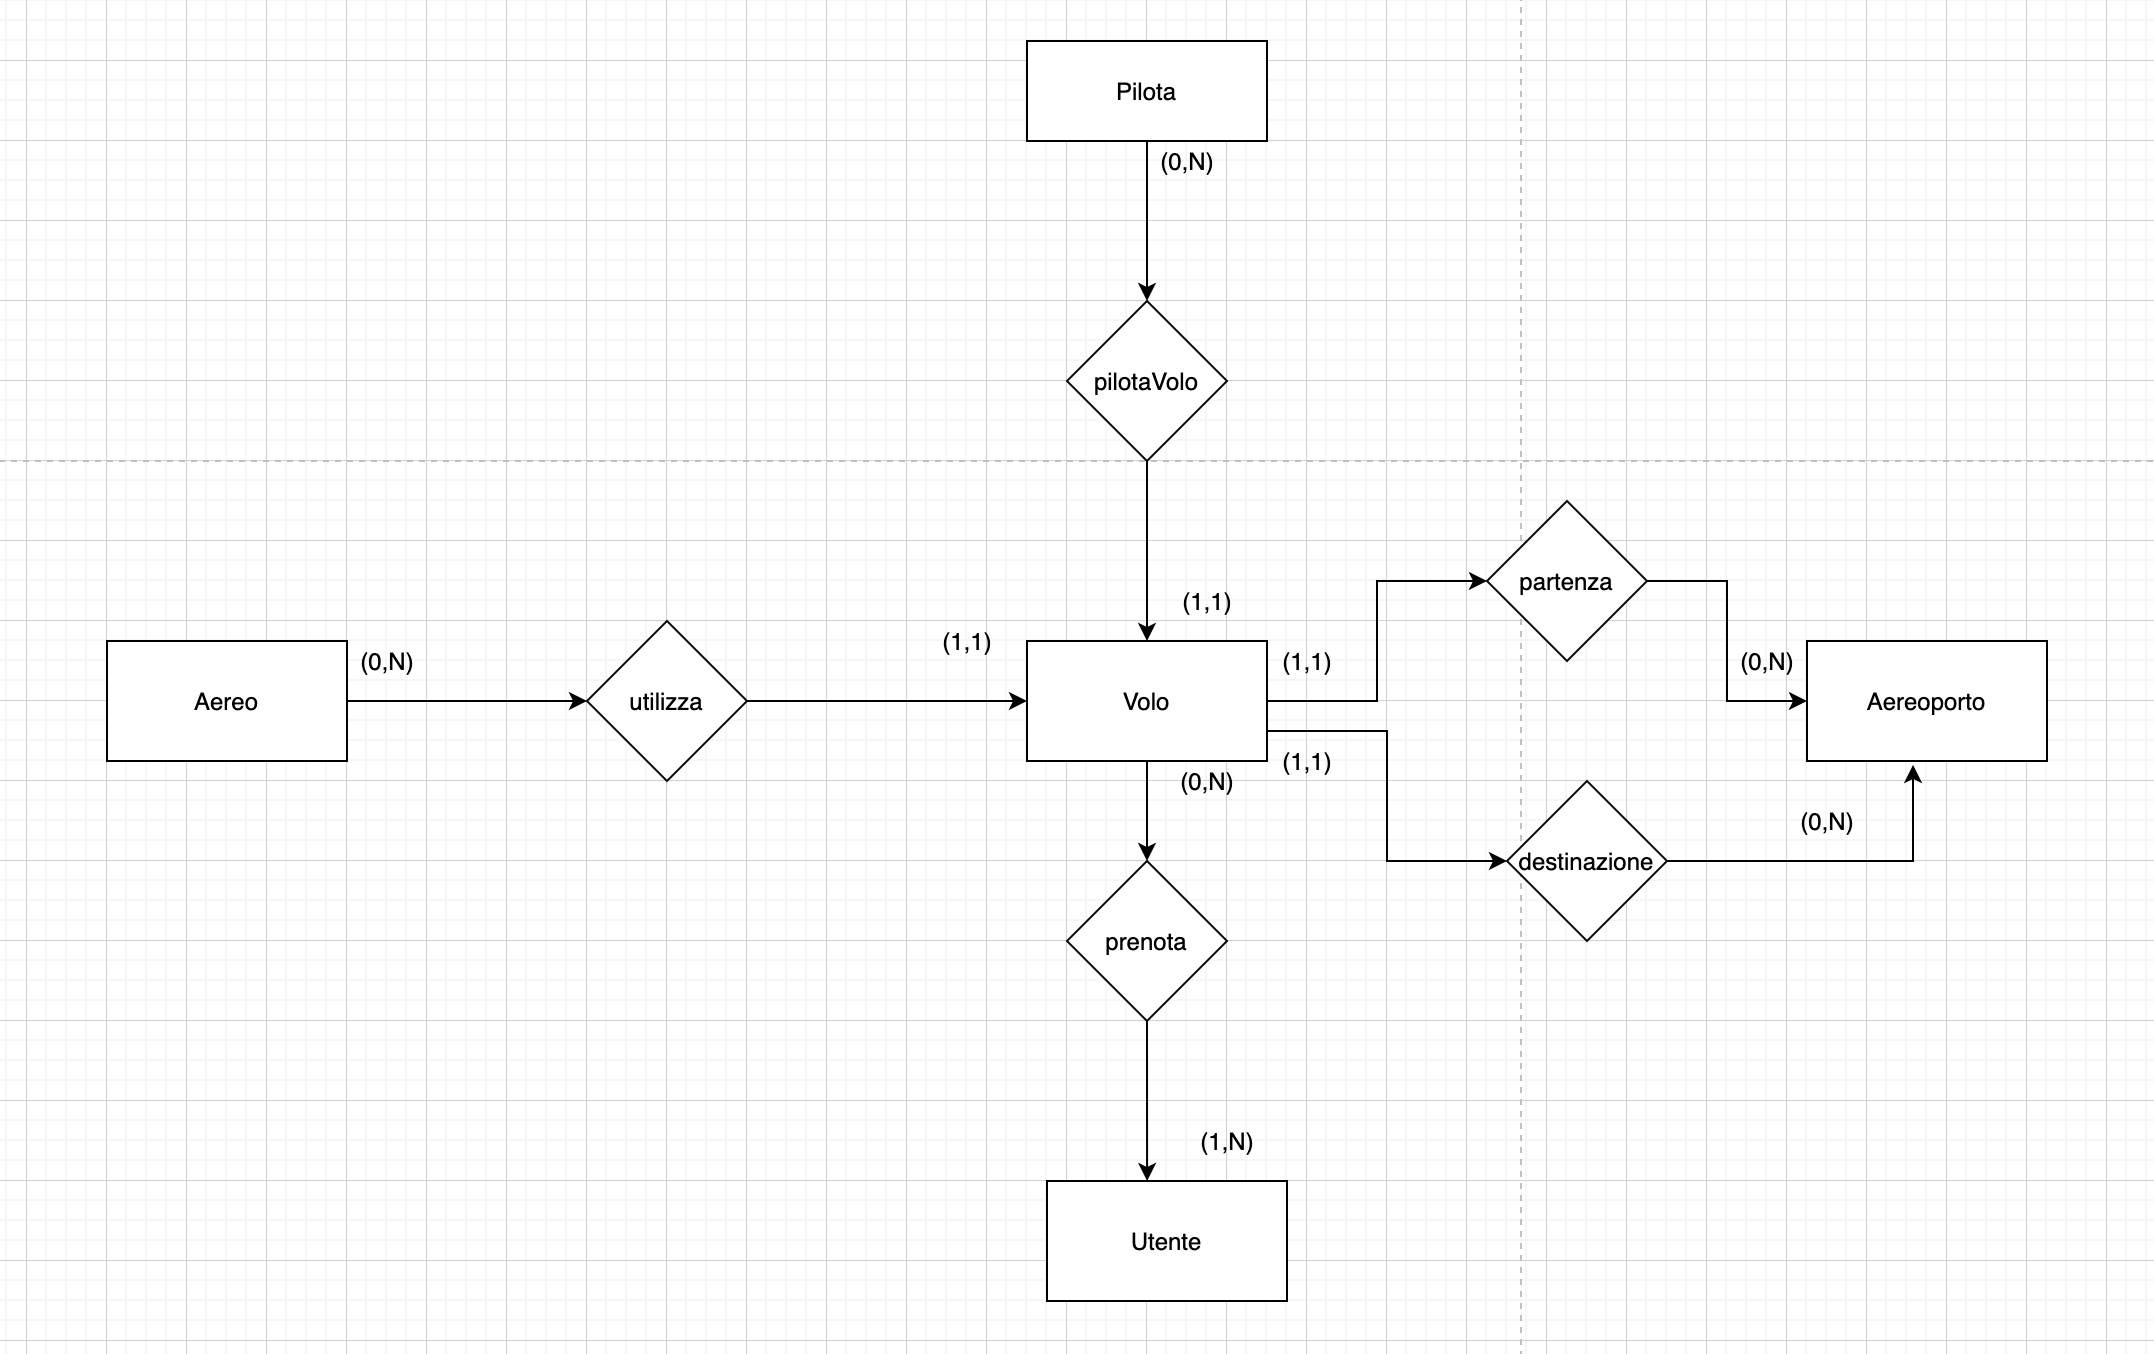 Pilota
(0,N)
pilotaVolo
partenza
(1,1)
(1,1)
(0,N)
(1,1)
(0,N)
Aereo
utilizza
Volo
Aereoporto
(1,1)
(0,N)
(0,N)
destinazione
prenota
(1,N)
Utente